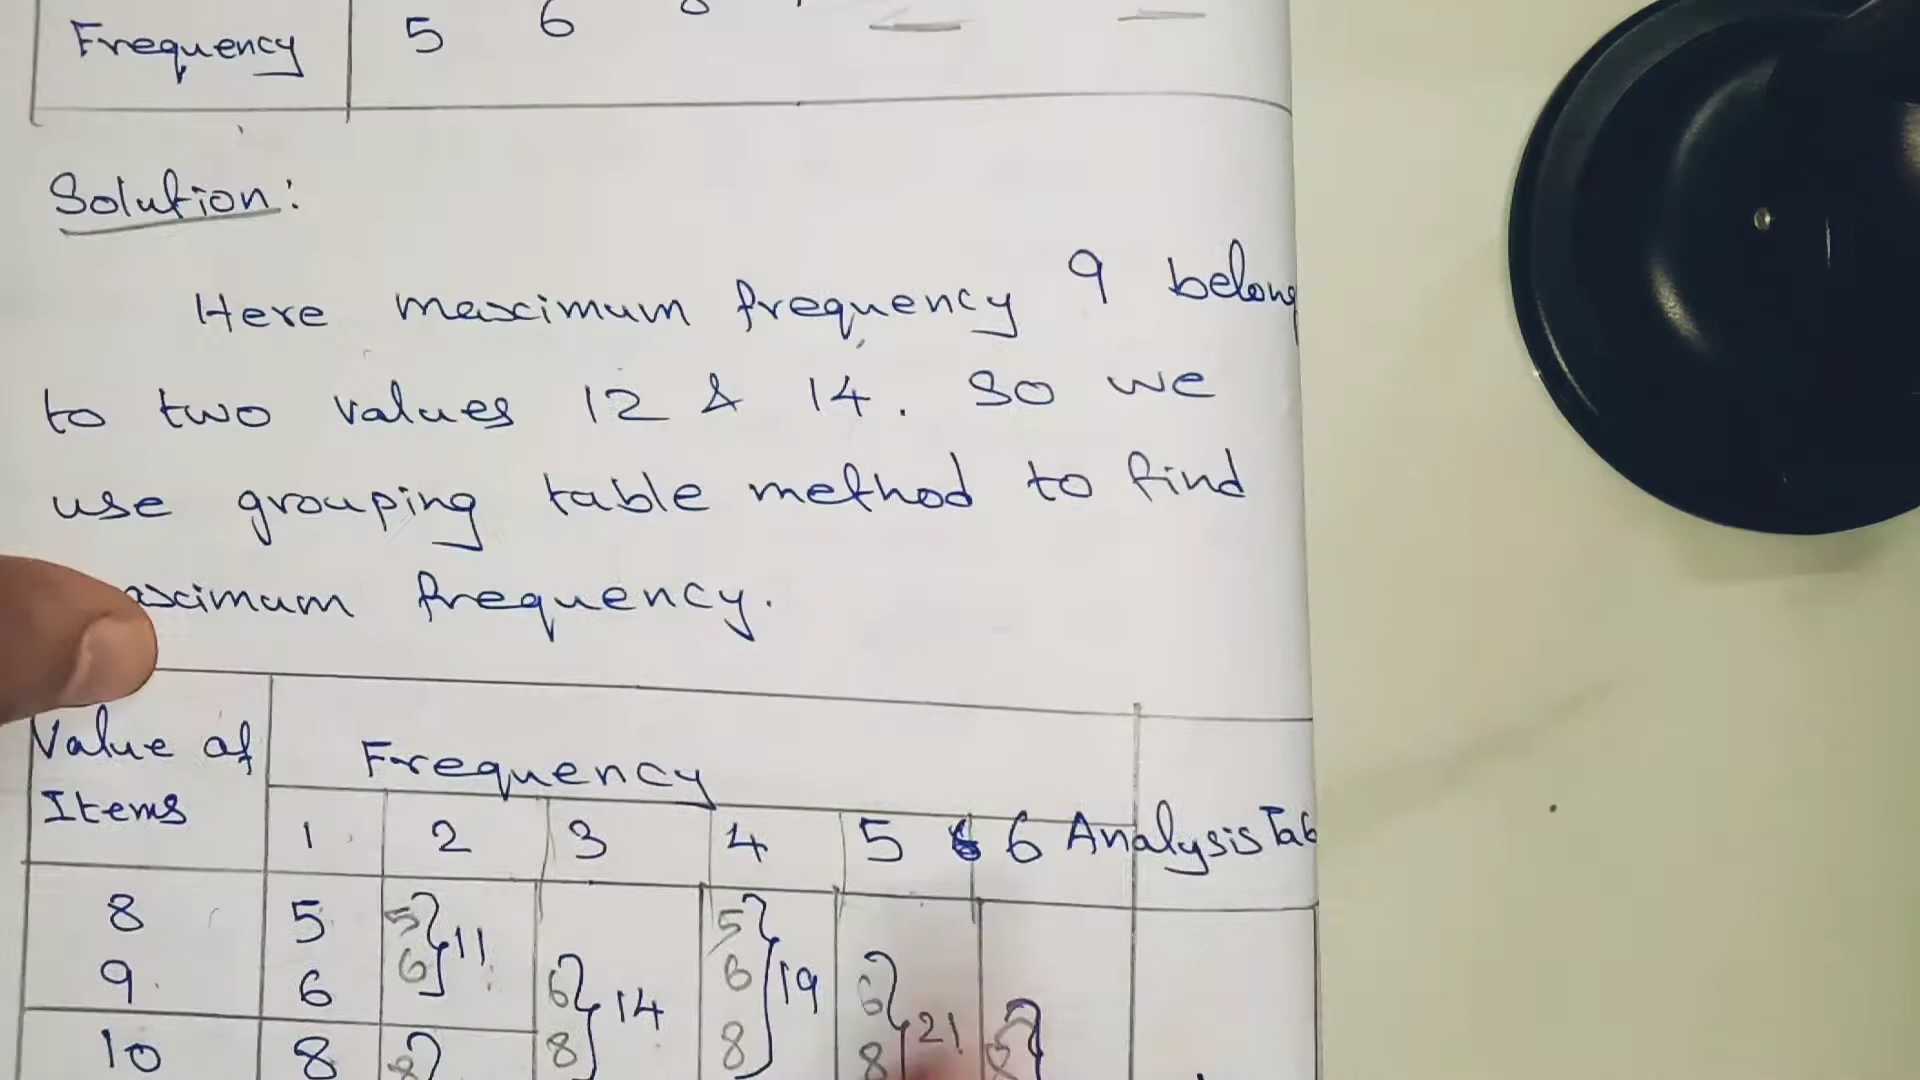 Frequency 5 6
Solution:
Here maximum frequency 9 belong
to two values 12 & 14. So we
use grouping table method to find
aximum frequency.
Value of Items Frequency
1 2 3 4 5 6 Analysis Tab
8 5 5 11 5
9 6 6 6 14 6 19 6 21
10 8 8 8 8 8